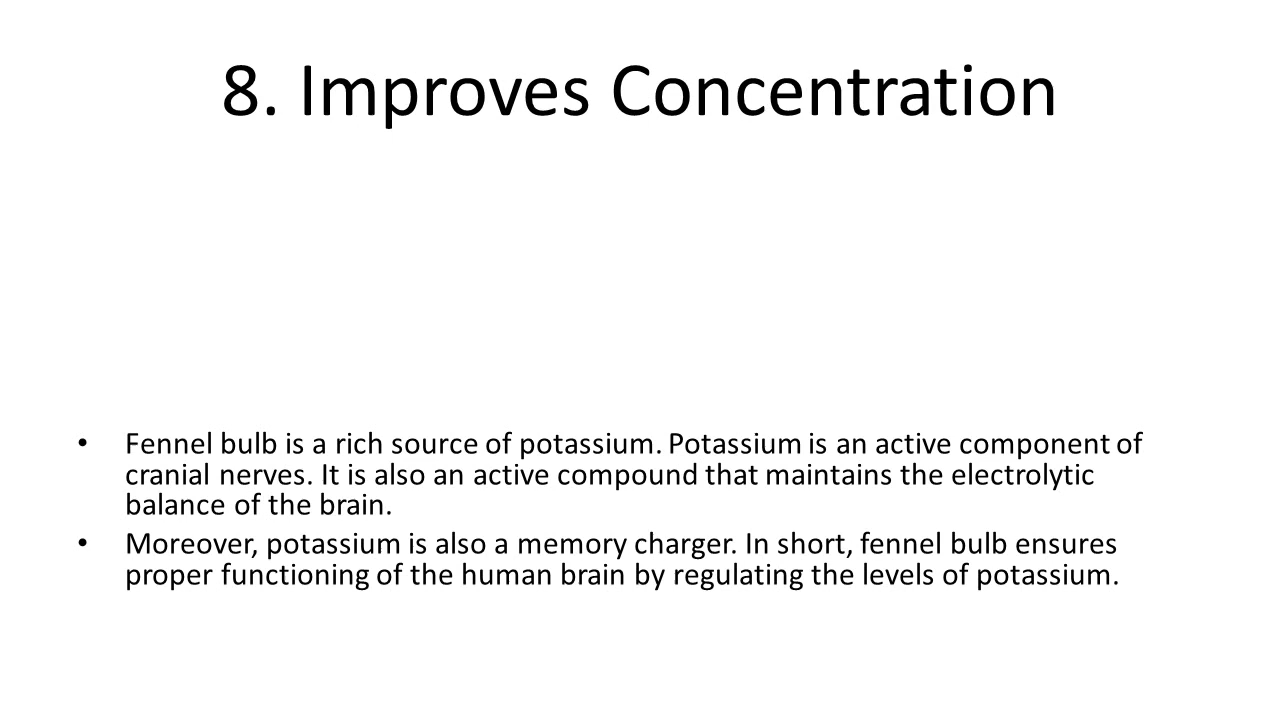 8. Improves Concentration
• Fennel bulb is a rich source of potassium. Potassium is an active component of
cranial nerves. It is also an active compound that maintains the electrolytic
balance of the brain.
• Moreover, potassium is also a memory charger. In short, fennel bulb ensures
proper functioning of the human brain by regulating the levels of potassium.